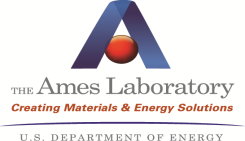 THE Ames Laboratory
Creating Materials & Energy Solutions
U.S. DEPARTMENT OF ENERGY